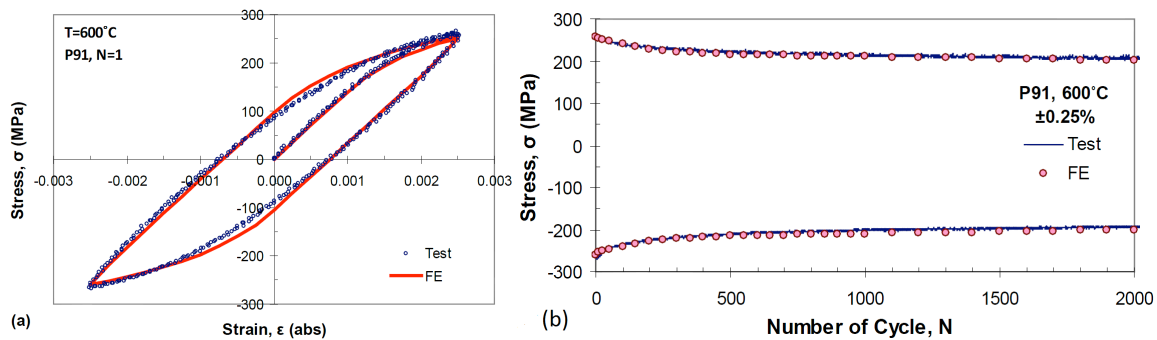 300
T=600˚C
P91, N=1
200
100
0
-0.003
-0.002
-0.001
0.000
0.001
0.002
0.003
-100
-200
-300
Stress, σ (MPa)
Test
FE
(a)
Strain, ε (abs)
300
200
100
0
-100
-200
-300
Stress, σ (MPa)
P91, 600˚C
±0.25%
Test
FE
0
500
1000
1500
2000
(b)
Number of Cycle, N